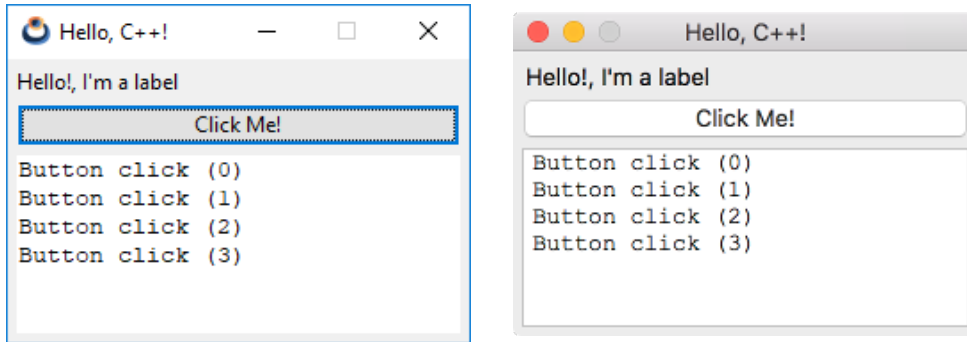 Hello, C++!
Hello!, I'm a label
Click Me!
Button click (0)
Button click (1)
Button click (2)
Button click (3)
Hello, C++!
Hello!, I'm a label
Click Me!
Button click (0)
Button click (1)
Button click (2)
Button click (3)